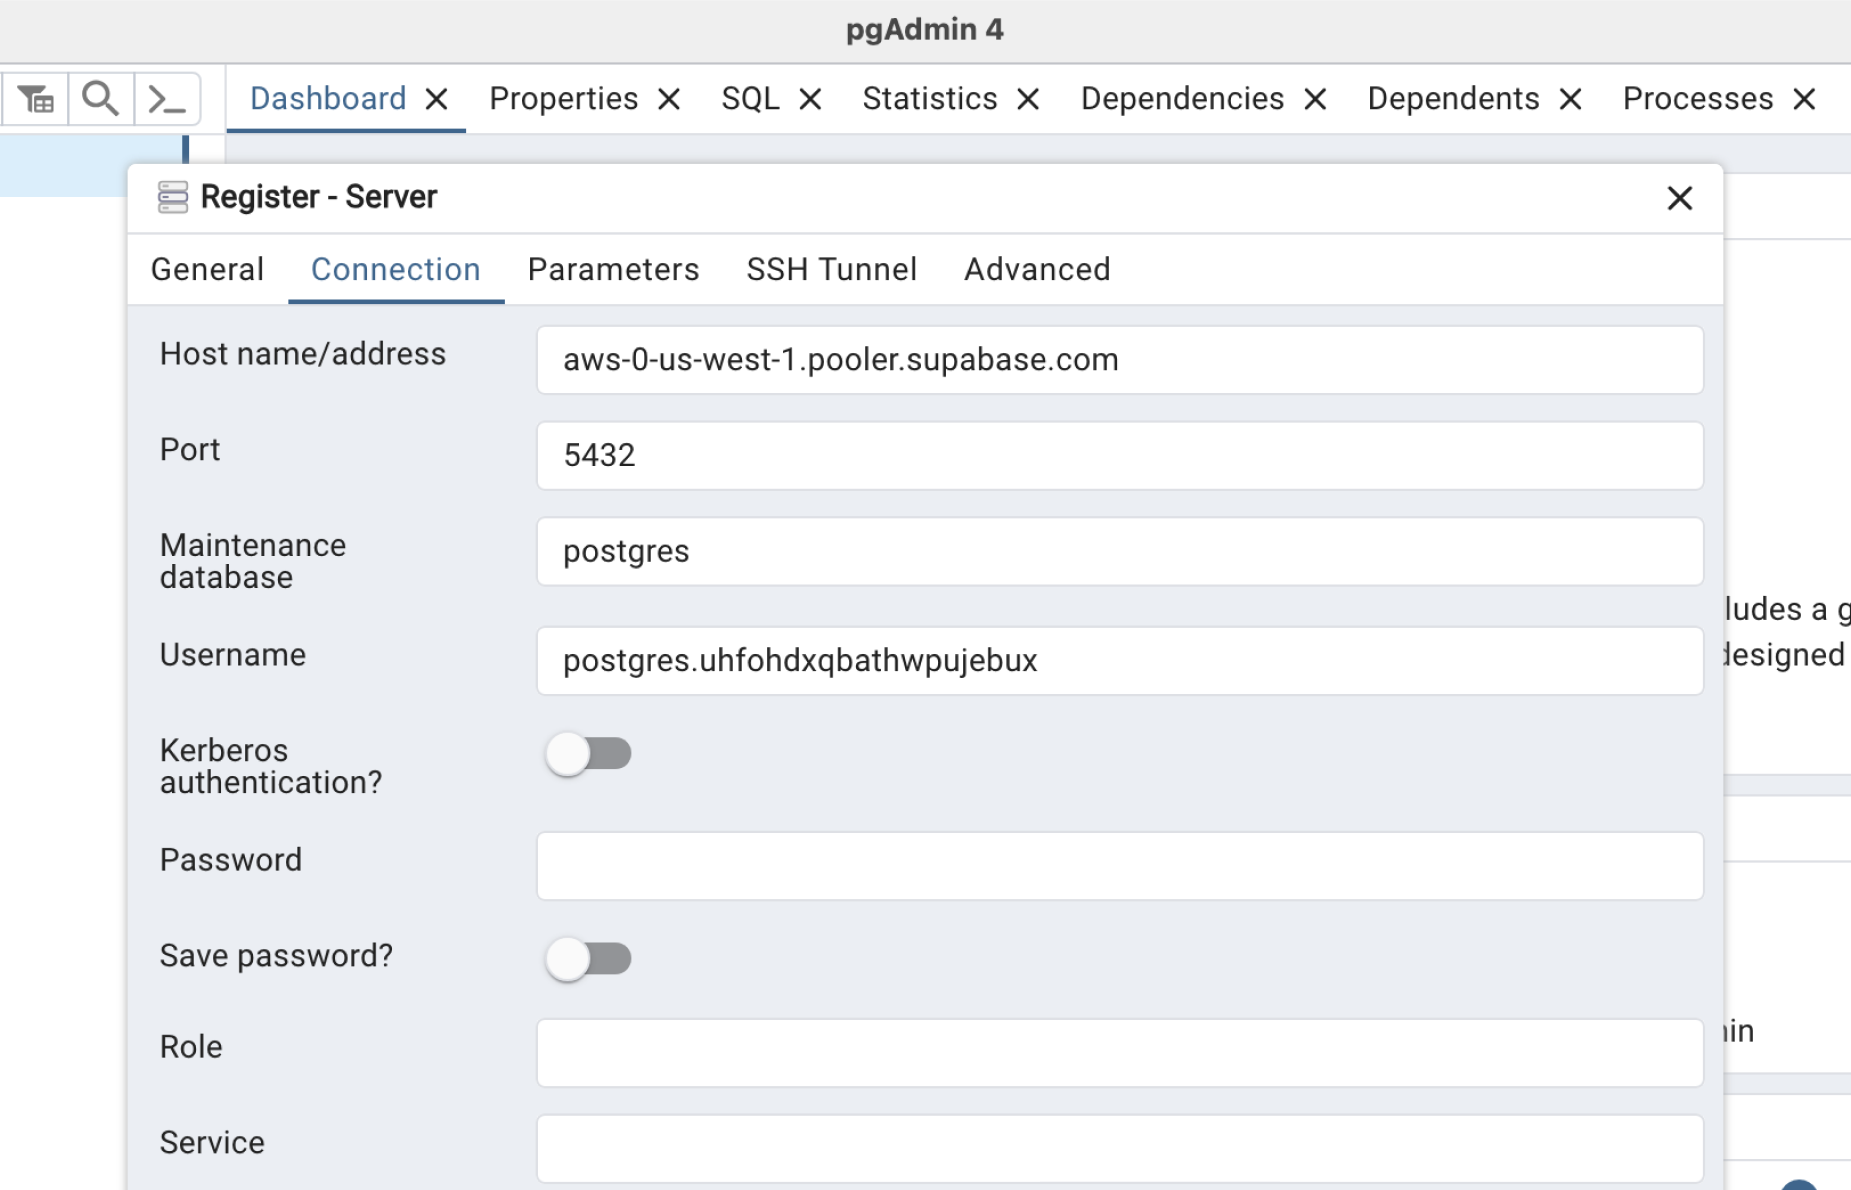 pgAdmin 4
Dashboard Properties SQL Statistics Dependencies Dependents Processes
Register - Server
General Connection Parameters SSH Tunnel Advanced
Host name/address aws-0-us-west-1.pooler.supabase.com
Port 5432
Maintenance
database
postgres
Username postgres.uhfohdxqbathwpujebux
Kerberos
authentication?
Password
Save password?
Role
Service
ludes a g
designed
in